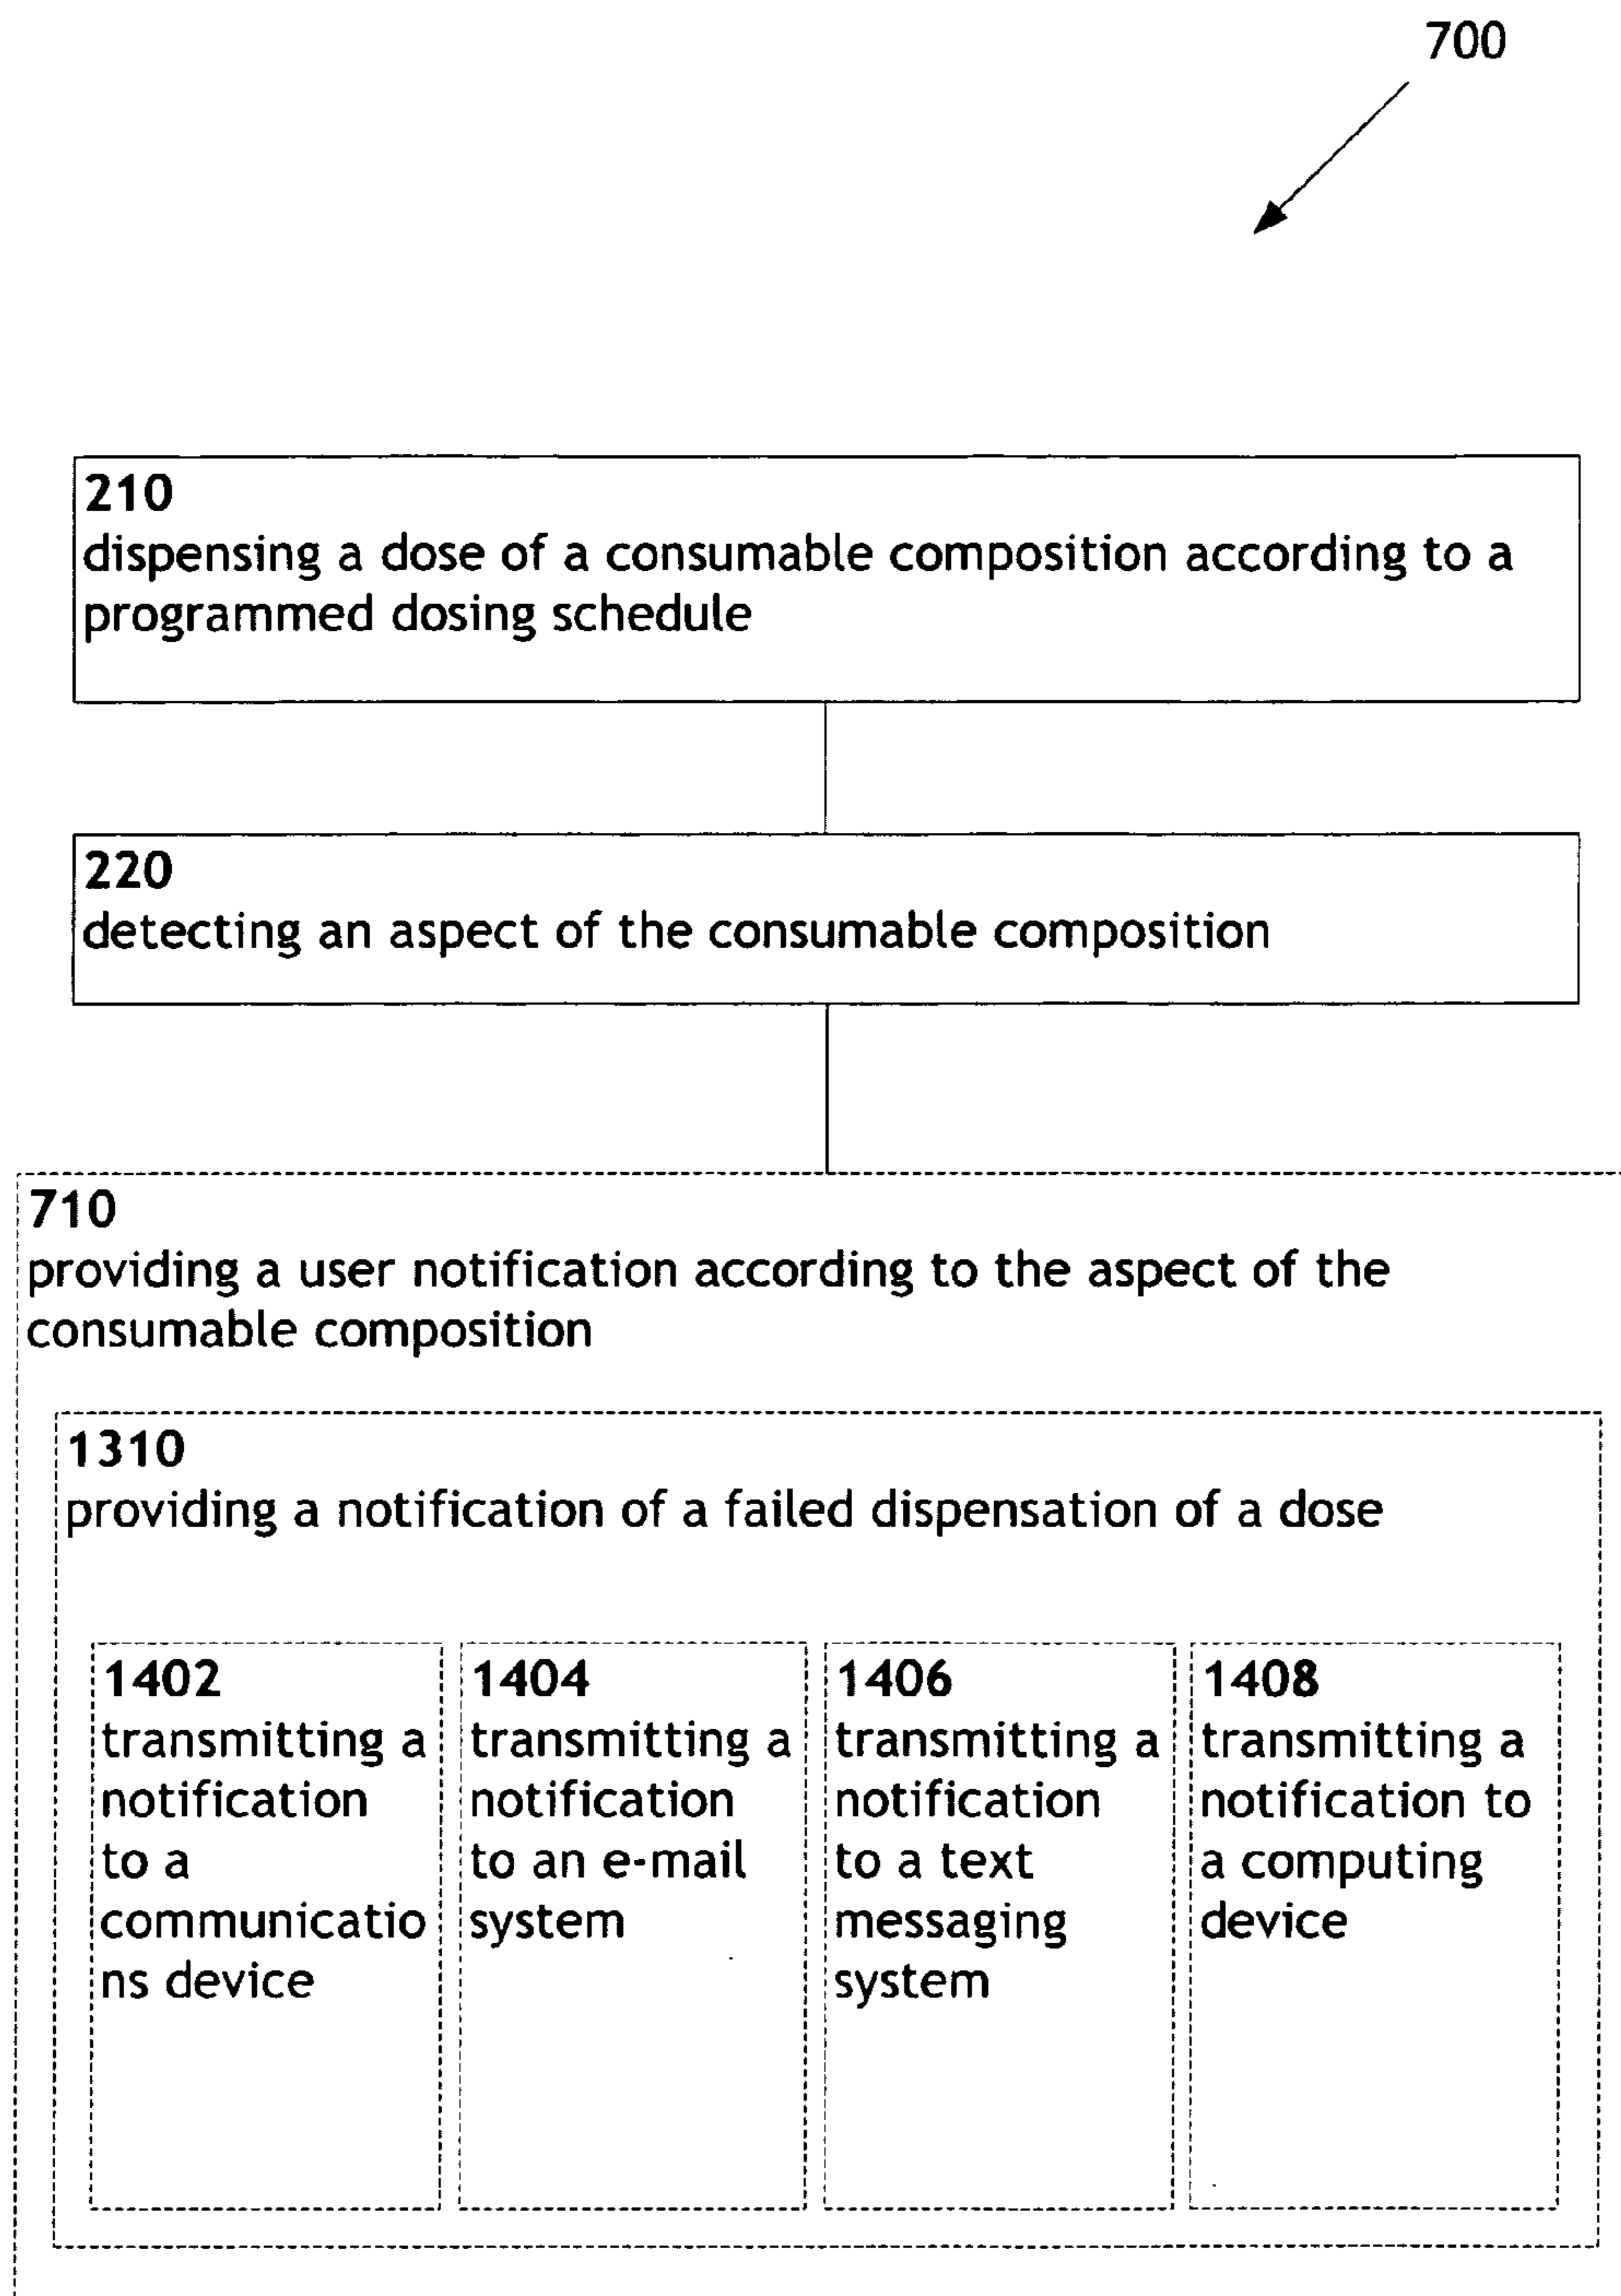 700
210
dispensing a dose of a consumable composition according to a
programmed dosing schedule
220
detecting an aspect of the consumable composition
710
providing a user notification according to the aspect of the
consumable composition
1310
providing a notification of a failed dispensation of a dose
1402
transmitting a
notification
to a
communicatio
ns device
1404
transmitting a
notification
to an e-mail
system
1406
transmitting a
notification
to a text
messaging
system
1408
transmitting a
notification to
a computing
device